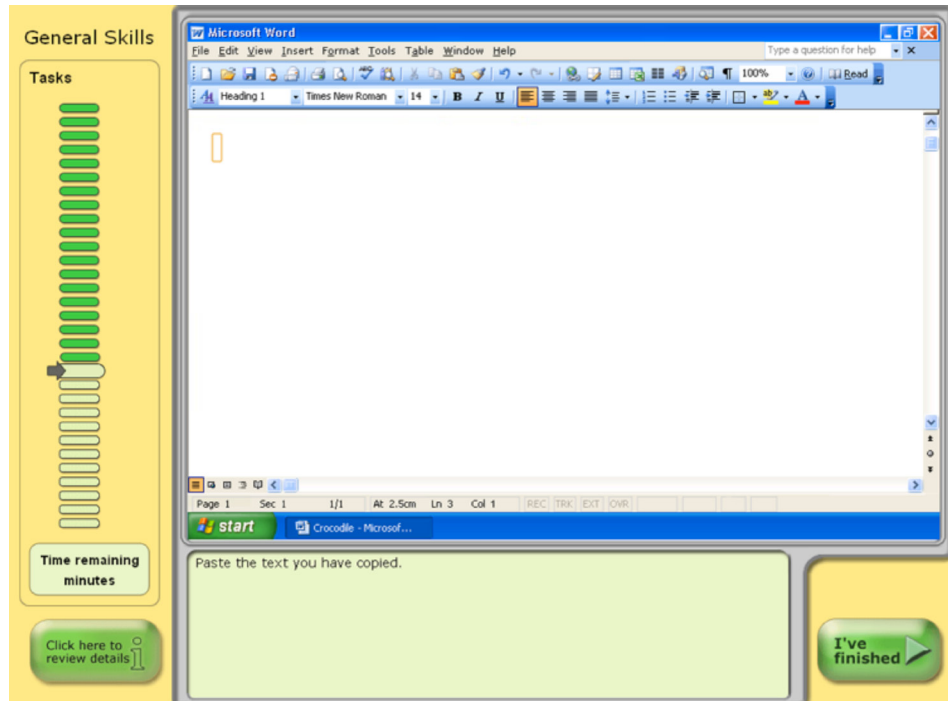 General Skills
Tasks
Time remaining
minutes
Click here to
review details
Microsoft Word
File Edit View Insert Format Tools Table Window Help
Type a question for help
100%
Read
Heading 1
Times New Roman
14
B I U
A
Page 1 Sec 1 1/1 At 2.5cm Ln 3 Col 1 REC TRK EXT OVR
start
Crocodile - Microsof...
Paste the text you have copied.
I've
finished